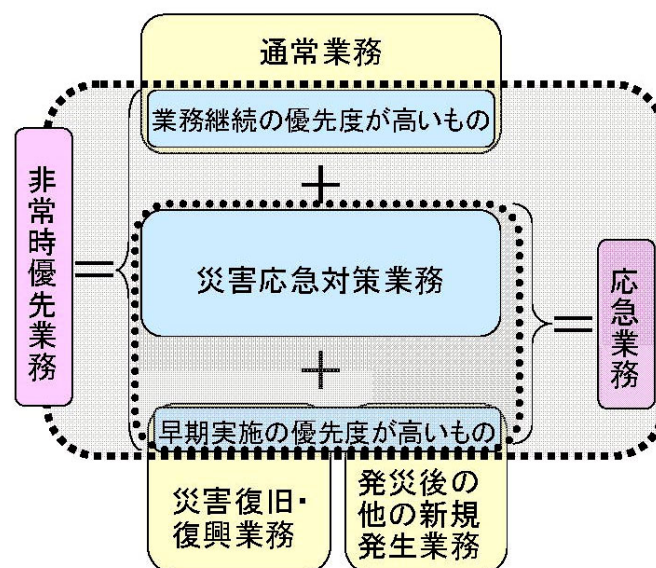 通常業務
業務継続の優先度が高いもの
+
非常時優先業務
=
災害応急対策業務
=
応急業務
+
早期実施の優先度が高いもの
災害復旧・
復興業務
発災後の
他の新規
発生業務